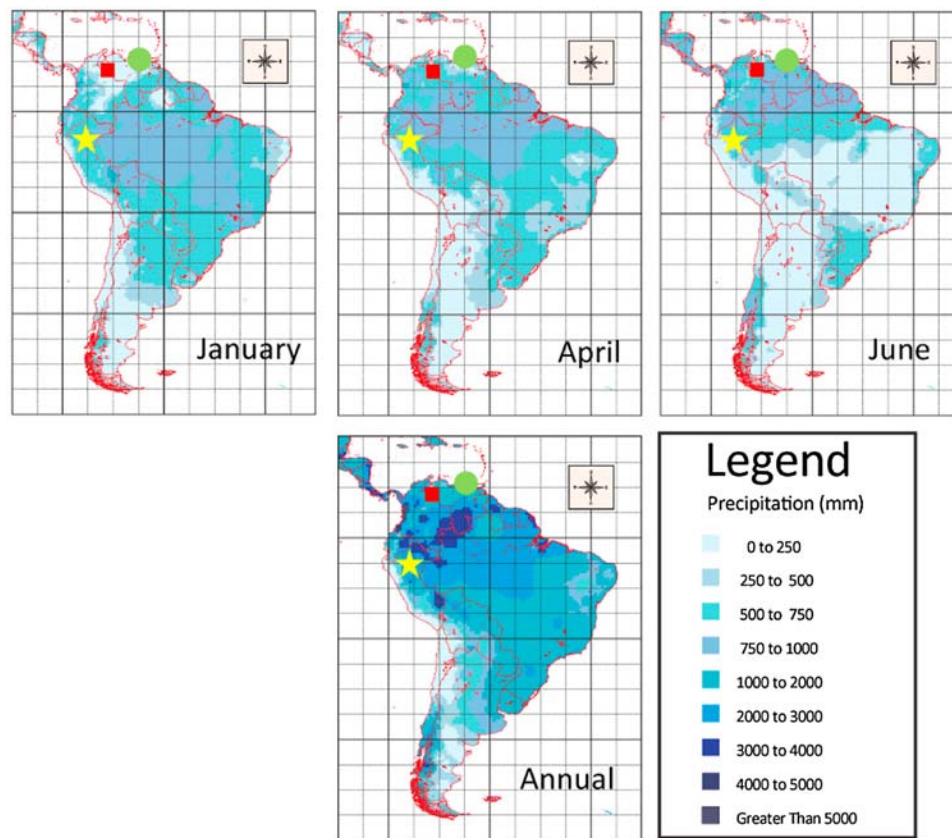 January
April
June
Annual
Legend
Precipitation (mm)
0 to 250
250 to 500
500 to 750
750 to 1000
1000 to 2000
2000 to 3000
3000 to 4000
4000 to 5000
Greater Than 5000